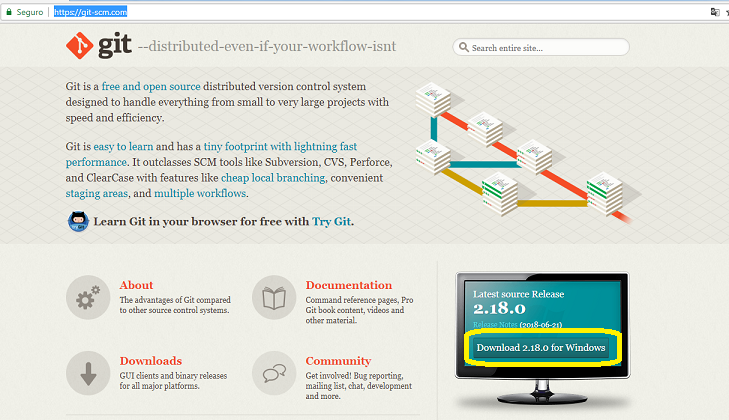 Seguro
https://git-scm.com
git --distributed-even-if-your-workflow-isnt
Search entire site...
Git is a free and open source distributed version control system
designed to handle everything from small to very large projects with
speed and efficiency.
Git is easy to learn and has a tiny footprint with lightning fast
performance. It outclasses SCM tools like Subversion, CVS, Perforce,
and ClearCase with features like cheap local branching, convenient
staging areas, and multiple workflows.
Learn Git in your browser for free with Try Git.
About
The advantages of Git compared
to other source control systems.
Documentation
Command reference pages, Pro
Git book content, videos and
other material.
Downloads
GUI clients and binary releases
for all major platforms.
Community
Get involved! Bug reporting,
mailing list, chat, development
and more.
Latest source Release
2.18.0
Release Notes (2018-06-21)
Download 2.18.0 for Windows